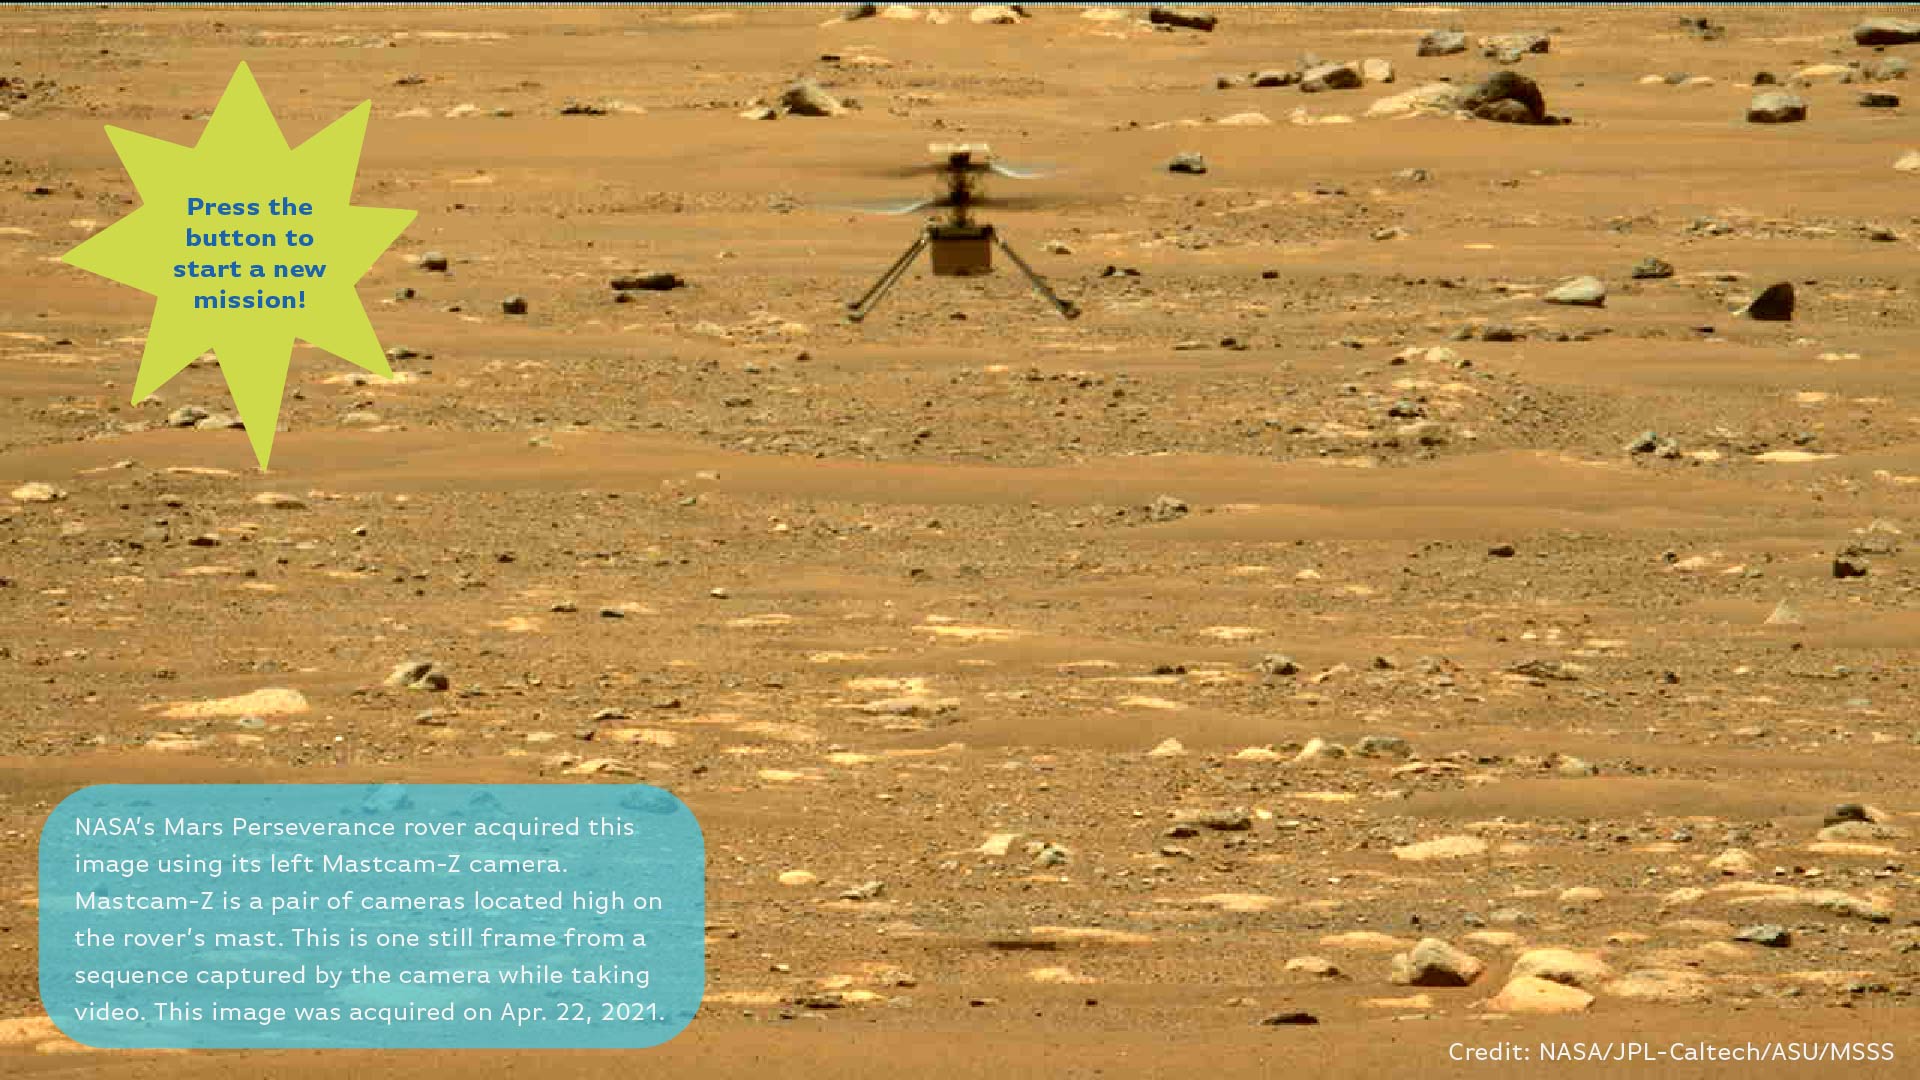 Press the
button to
start a new
mission!
NASA's Mars Perseverance rover acquired this
image using its left Mastcam-Z camera.
Mastcam-Z is a pair of cameras located high on
the rover's mast. This is one still frame from a
sequence captured by the camera while taking
video. This image was acquired on Apr. 22, 2021.
Credit: NASA/JPL-Caltech/ASU/MSSS